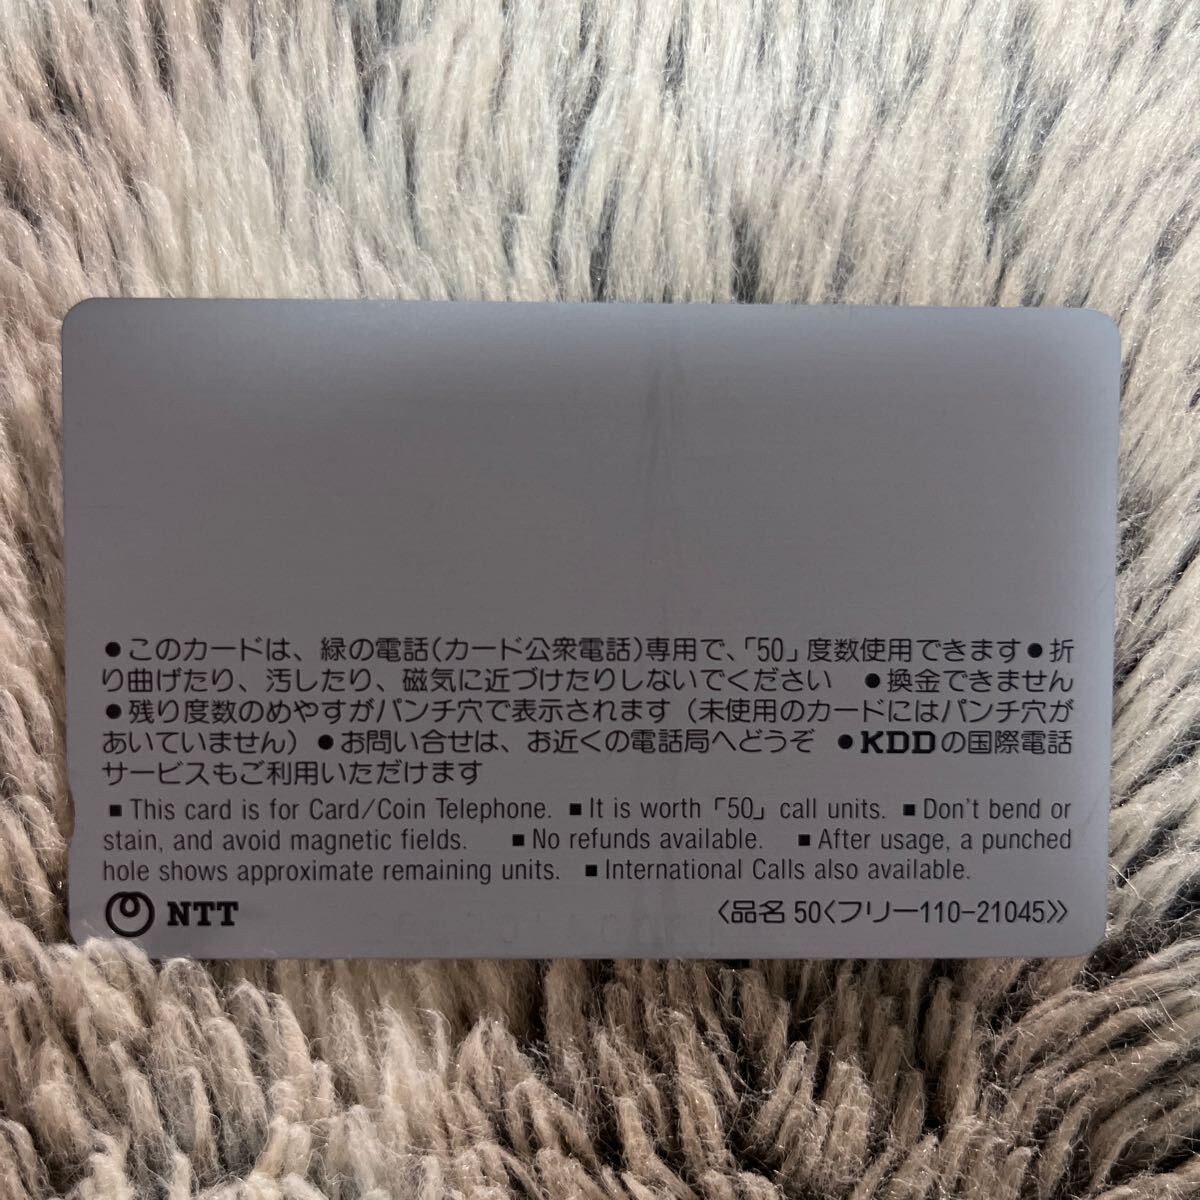 ●このカードは、緑の電話(カード公衆電話)専用で、「50」度数使用できます●折
り曲げたり、汚したり、磁気に近づけたりしないでください ●換金できません
●残り度数のめやすがパンチ穴で表示されます（未使用のカードにはパンチ穴が
あいていません）●お問い合せは、お近くの電話局へどうぞ ●KDDの国際電話
サービスもご利用いただけます
■This card is for Card/Coin Telephone. ■It is worth「50」call units. ■Don't bend or
stain, and avoid magnetic fields. ■No refunds available. ■After usage, a punched
hole shows approximate remaining units. ■International Calls also available.
NTT 〈品名 50〈フリー110-21045〉〉